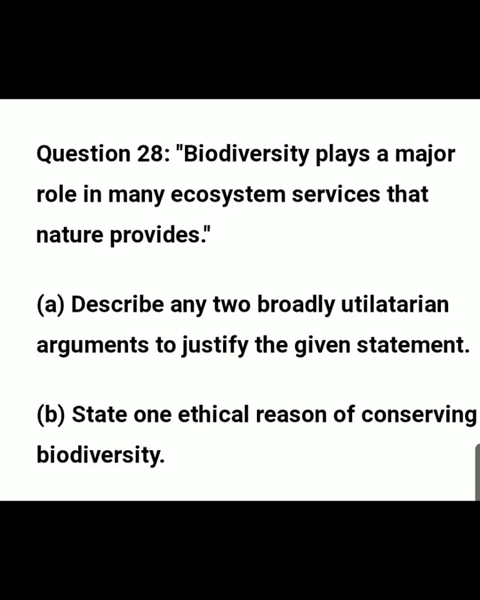 Question 28: "Biodiversity plays a major
role in many ecosystem services that
nature provides."
(a) Describe any two broadly utilatarian
arguments to justify the given statement.
(b) State one ethical reason of conserving
biodiversity.